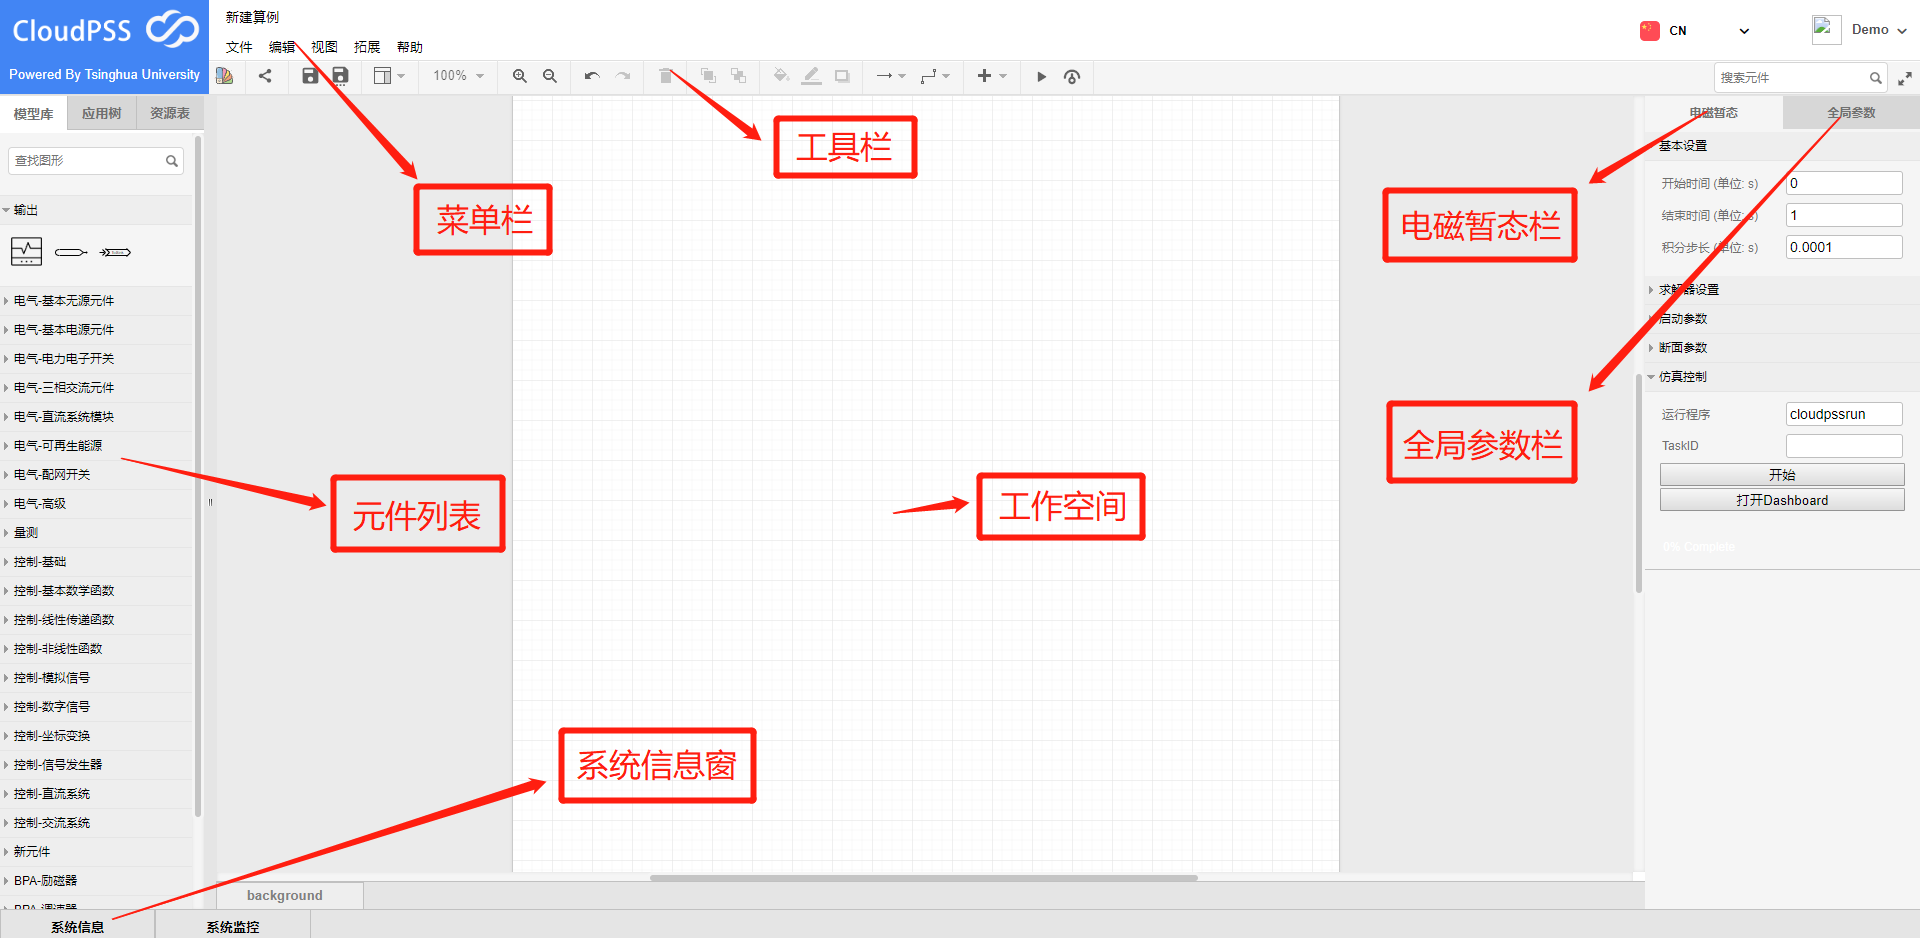 CloudPSS
Powered By Tsinghua University
新建算例
文件 编辑 视图 拓展 帮助
CN
Demo
100%
搜索元件
模型库 应用树 资源表
查找图形
输出
电气-基本无源元件
电气-基本电源元件
电气-电力电子开关
电气-三相交流元件
电气-直流系统模块
电气-可再生能源
电气-配网开关
电气-高级
量测
控制-基础
控制-基本数学函数
控制-线性传递函数
控制-非线性函数
控制-模拟信号
控制-数字信号
控制-坐标变换
控制-信号发生器
控制-直流系统
控制-交流系统
新元件
BPA-励磁器
BPA-调速器
工具栏
菜单栏
元件列表
工作空间
系统信息窗
电磁暂态栏
全局参数栏
电磁暂态 全局参数
基本设置
开始时间 (单位: s) 0
结束时间 (单位: s) 1
积分步长 (单位: s) 0.0001
求解器设置
启动参数
断面参数
仿真控制
运行程序 cloudpssrun
TaskID
开始
打开Dashboard
0% Complete
background
系统信息 系统监控